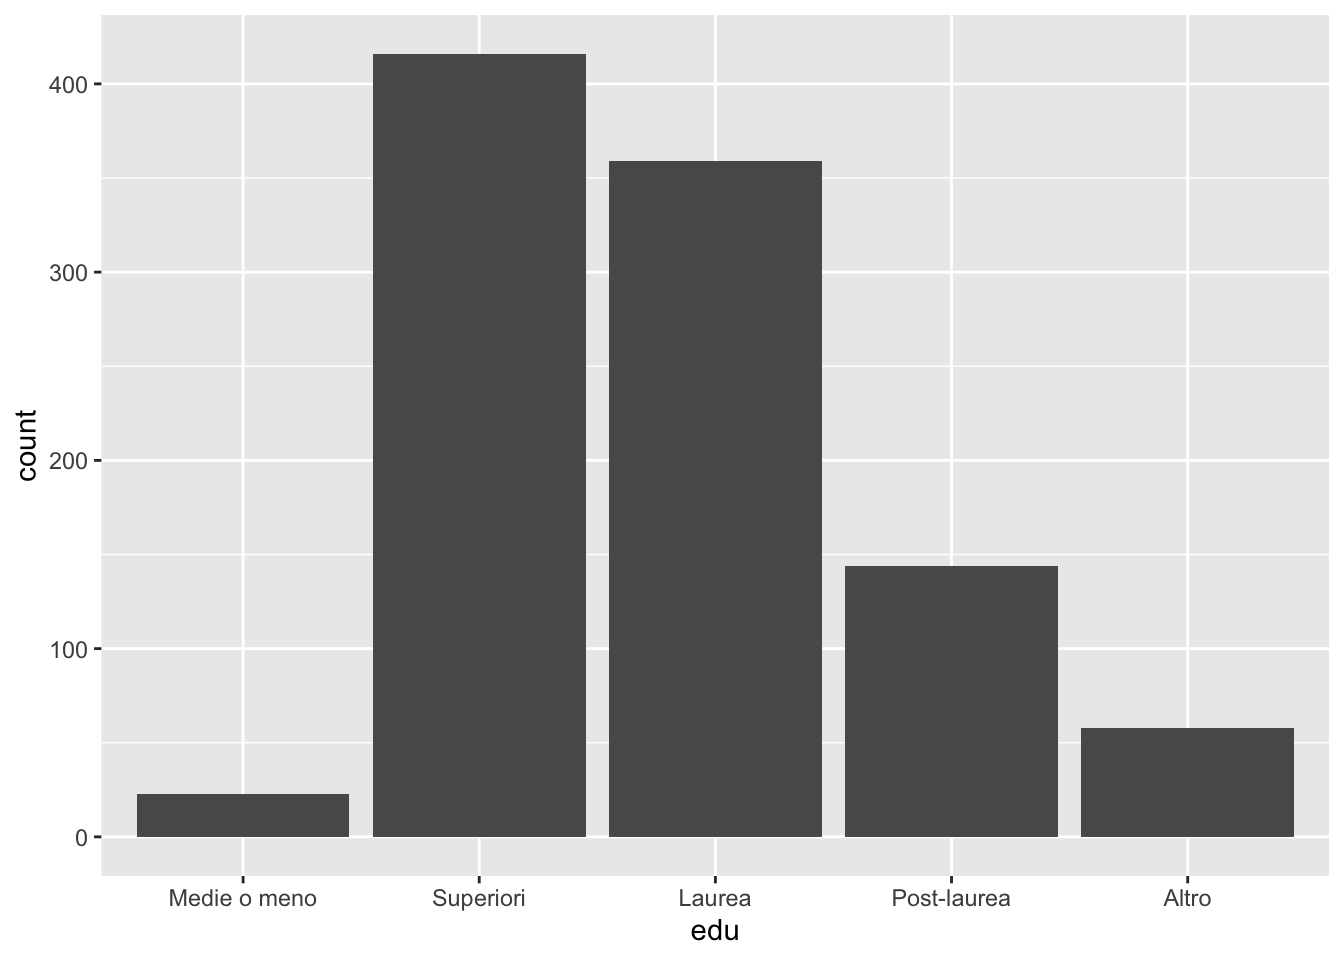 400
300
200
100
0
count
Medie o meno
Superiori
Laurea
Post-laurea
Altro
edu